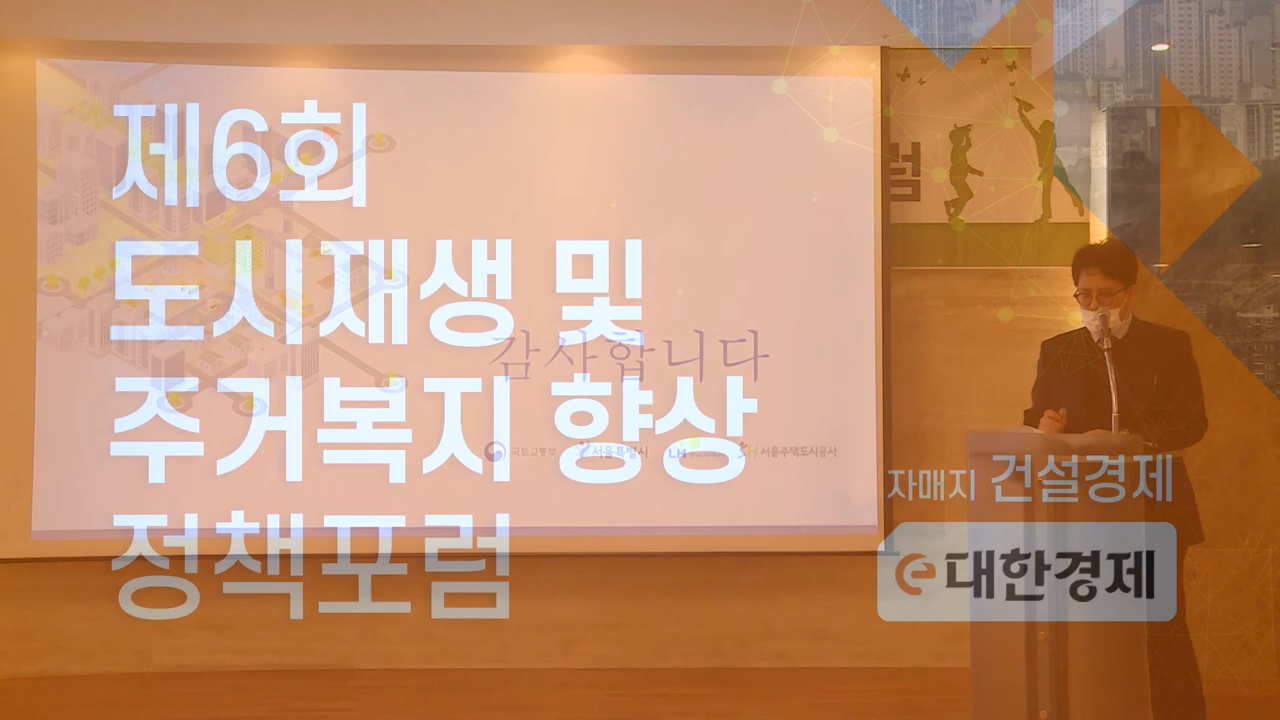 제6회
도시재생 및
주거복지 향상
정책포럼
감사합니다
국토교통부 서울특별시 LH SH 서울주택도시공사
럼
자매지 건설경제
e대한경제